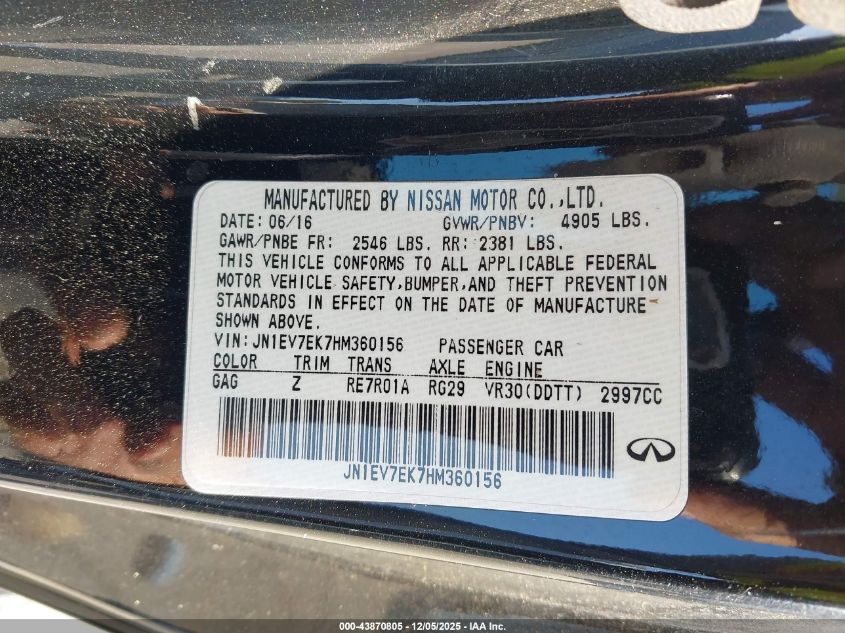 MANUFACTURED BY NISSAN MOTOR CO.,LTD.
DATE: 06/16 GVWR/PNBV: 4905 LBS.
GAWR/PNBE FR: 2546 LBS. RR: 2381 LBS.
THIS VEHICLE CONFORMS TO ALL APPLICABLE FEDERAL
MOTOR VEHICLE SAFETY,BUMPER,AND THEFT PREVENTION
STANDARDS IN EFFECT ON THE DATE OF MANUFACTURE
SHOWN ABOVE.
VIN:JN1EV7EK7HM360156 PASSENGER CAR
COLOR TRIM TRANS AXLE ENGINE
GAG Z RE7R01A RG29 VR30(DDTT) 2997CC
JN1EV7EK7HM360156
000-43870805 - 12/05/2025 - IAA Inc.